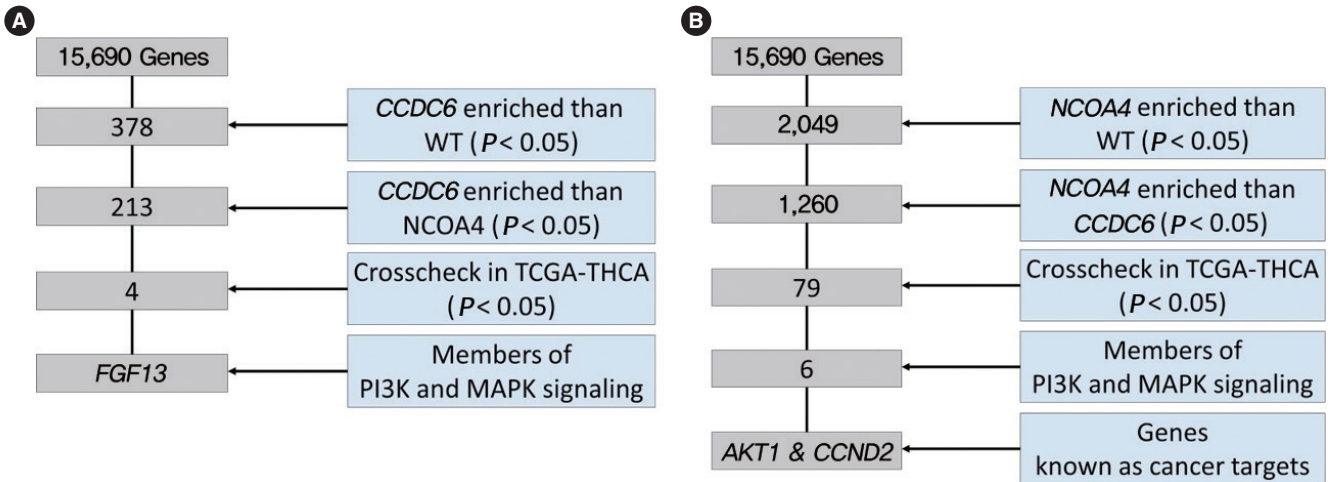 A
15,690 Genes
378
CCDC6 enriched than
WT (P< 0.05)
213
CCDC6 enriched than
NCOA4 (P< 0.05)
4
Crosscheck in TCGA-THCA
(P< 0.05)
FGF13
Members of
PI3K and MAPK signaling
B
15,690 Genes
2,049
NCOA4 enriched than
WT (P< 0.05)
1,260
NCOA4 enriched than
CCDC6 (P< 0.05)
79
Crosscheck in TCGA-THCA
(P< 0.05)
6
Members of
PI3K and MAPK signaling
AKT1 & CCND2
Genes
known as cancer targets